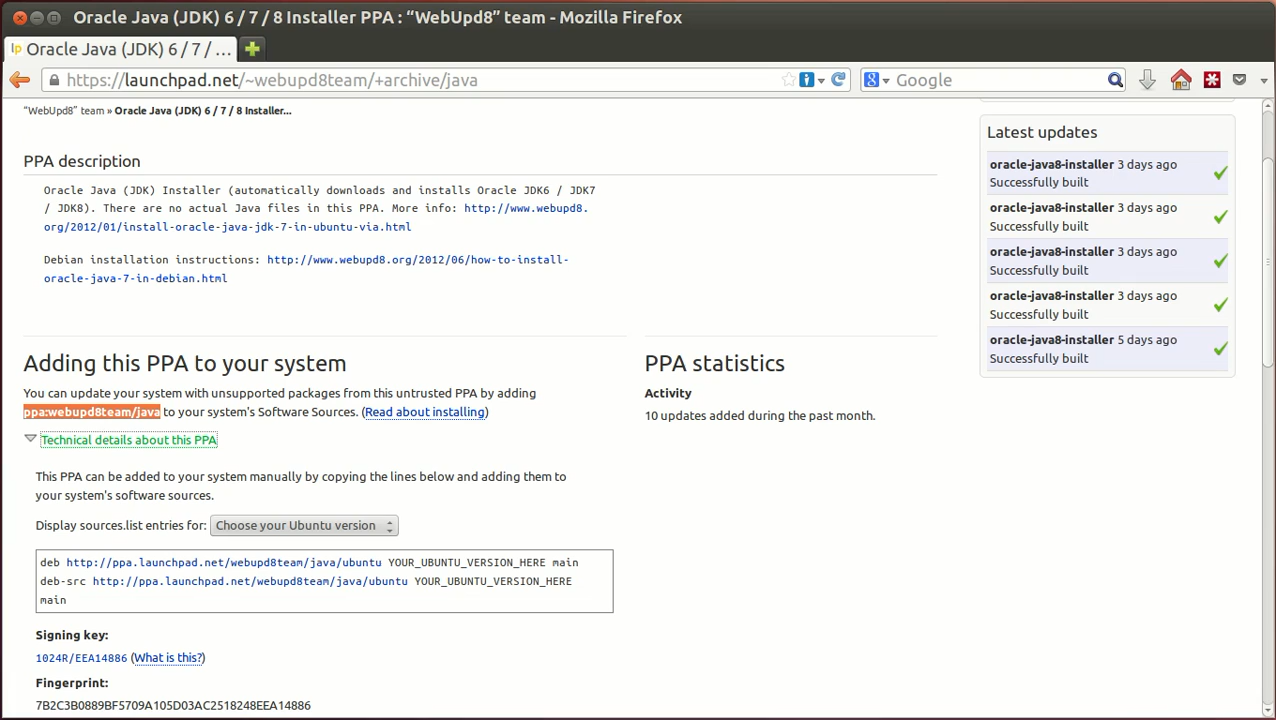 Oracle Java (JDK) 6 / 7 / 8 Installer PPA : “WebUpd8” team - Mozilla Firefox
lp Oracle Java (JDK) 6 / 7 / ...
https://launchpad.net/~webupd8team/+archive/java
Google
“WebUpd8” team » Oracle Java (JDK) 6 / 7 / 8 Installer...
PPA description
Oracle Java (JDK) Installer (automatically downloads and installs Oracle JDK6 / JDK7
/ JDK8). There are no actual Java files in this PPA. More info: http://www.webupd8.
org/2012/01/install-oracle-java-jdk-7-in-ubuntu-via.html
Debian installation instructions: http://www.webupd8.org/2012/06/how-to-install-
oracle-java-7-in-debian.html
Adding this PPA to your system
You can update your system with unsupported packages from this untrusted PPA by adding
ppa:webupd8team/java to your system's Software Sources. (Read about installing)
Technical details about this PPA
This PPA can be added to your system manually by copying the lines below and adding them to
your system's software sources.
Display sources.list entries for: Choose your Ubuntu version
deb http://ppa.launchpad.net/webupd8team/java/ubuntu YOUR_UBUNTU_VERSION_HERE main
deb-src http://ppa.launchpad.net/webupd8team/java/ubuntu YOUR_UBUNTU_VERSION_HERE
main
Signing key:
1024R/EEA14886 (What is this?)
Fingerprint:
7B2C3B0889BF5709A105D03AC2518248EEA14886
PPA statistics
Activity
10 updates added during the past month.
Latest updates
oracle-java8-installer 3 days ago
Successfully built
oracle-java8-installer 3 days ago
Successfully built
oracle-java8-installer 3 days ago
Successfully built
oracle-java8-installer 3 days ago
Successfully built
oracle-java8-installer 5 days ago
Successfully built